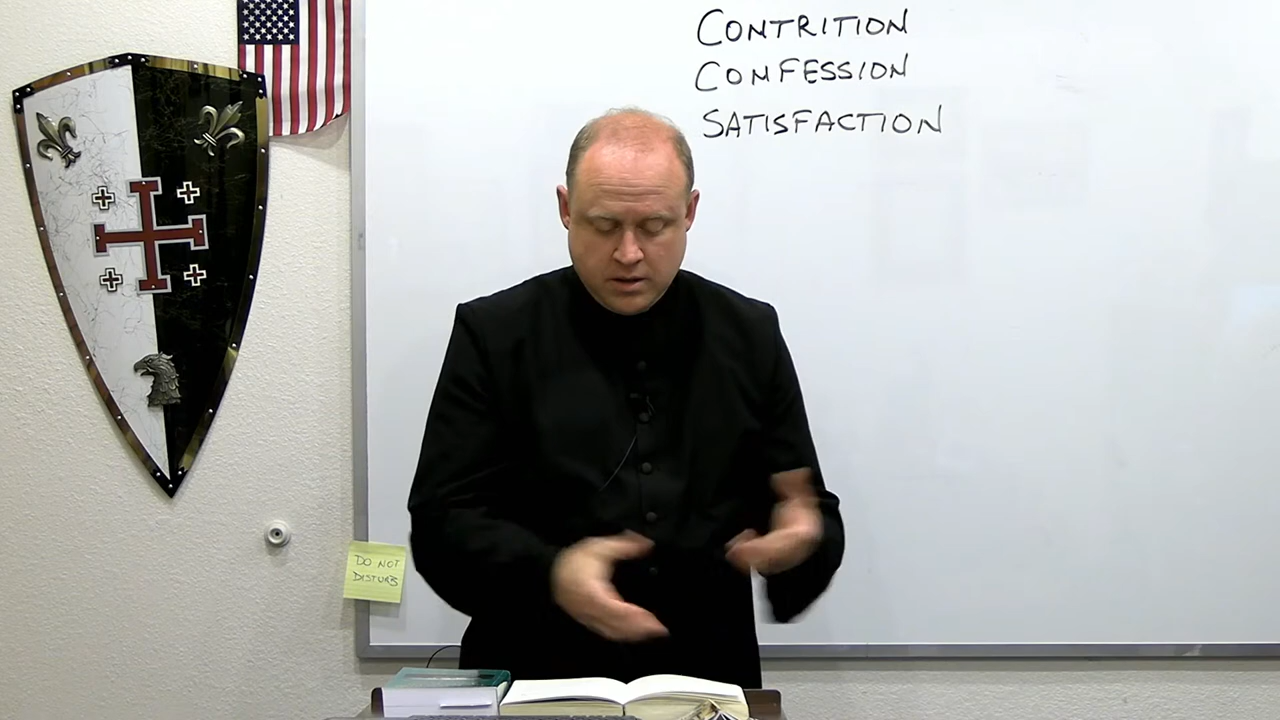 CONTRITION
CONFESSION
SATISFACTION
DO NOT
DISTURB